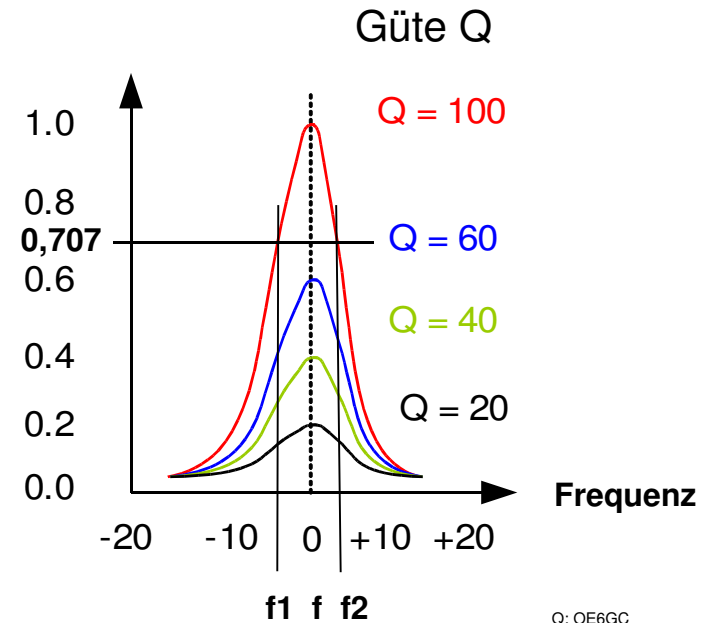 Güte Q
1.0
Q = 100
0.8
0,707
Q = 60
0.6
Q = 40
0.4
Q = 20
0.2
0.0
Frequenz
-20 -10 0 +10 +20
f1 f f2
Q: OE6GC